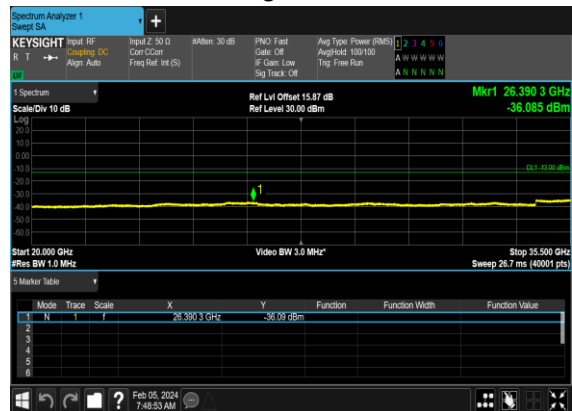 Spectrum Analyzer 1
Swept SA
+
KEYSIGHT
R T
Input: RF
Coupling: DC
Align: Auto
Input Z: 50 Ω
Corr CCorr
Freq Ref: Int (S)
#Atten: 30 dB
PNO: Fast
Gate: Off
IF Gain: Low
Sig Track: Off
Avg Type: Power (RMS)
Avg|Hold: 100/100
Trig: Free Run
1 2 3 4 5 6
A W W W W W
A N N N N N
1 Spectrum
Scale/Div 10 dB
Ref Lvl Offset 15.87 dB
Ref Level 30.00 dBm
Mkr1 26.390 3 GHz
-36.085 dBm
Log
20.0
10.0
0.00
-10.0
-20.0
-30.0
-40.0
-50.0
-60.0
DL1 -13.00 dBm
1
Start 20.000 GHz
#Res BW 1.0 MHz
Video BW 3.0 MHz*
Stop 35.500 GHz
Sweep 26.7 ms (40001 pts)
5 Marker Table
Mode Trace Scale X Y Function Function Width Function Value
1 N 1 f 26.390 3 GHz -36.09 dBm
2
3
4
5
6
?
Feb 05, 2024
7:48:53 AM